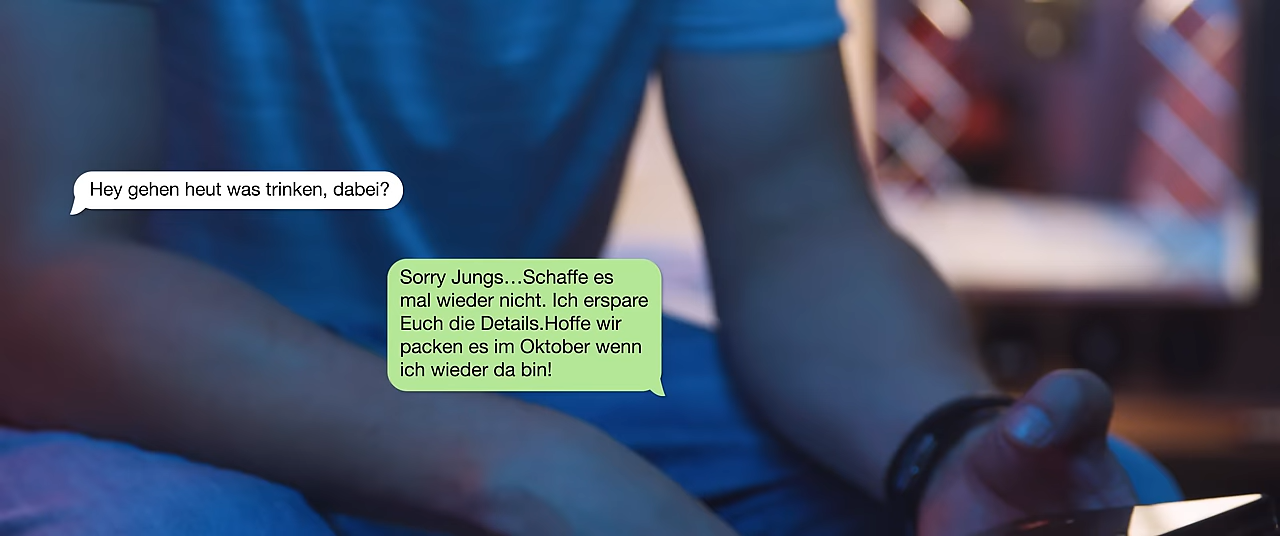 Hey gehen heut was trinken, dabei?
Sorry Jungs...Schaffe es
mal wieder nicht. Ich erspare
Euch die Details.Hoffe wir
packen es im Oktober wenn
ich wieder da bin!